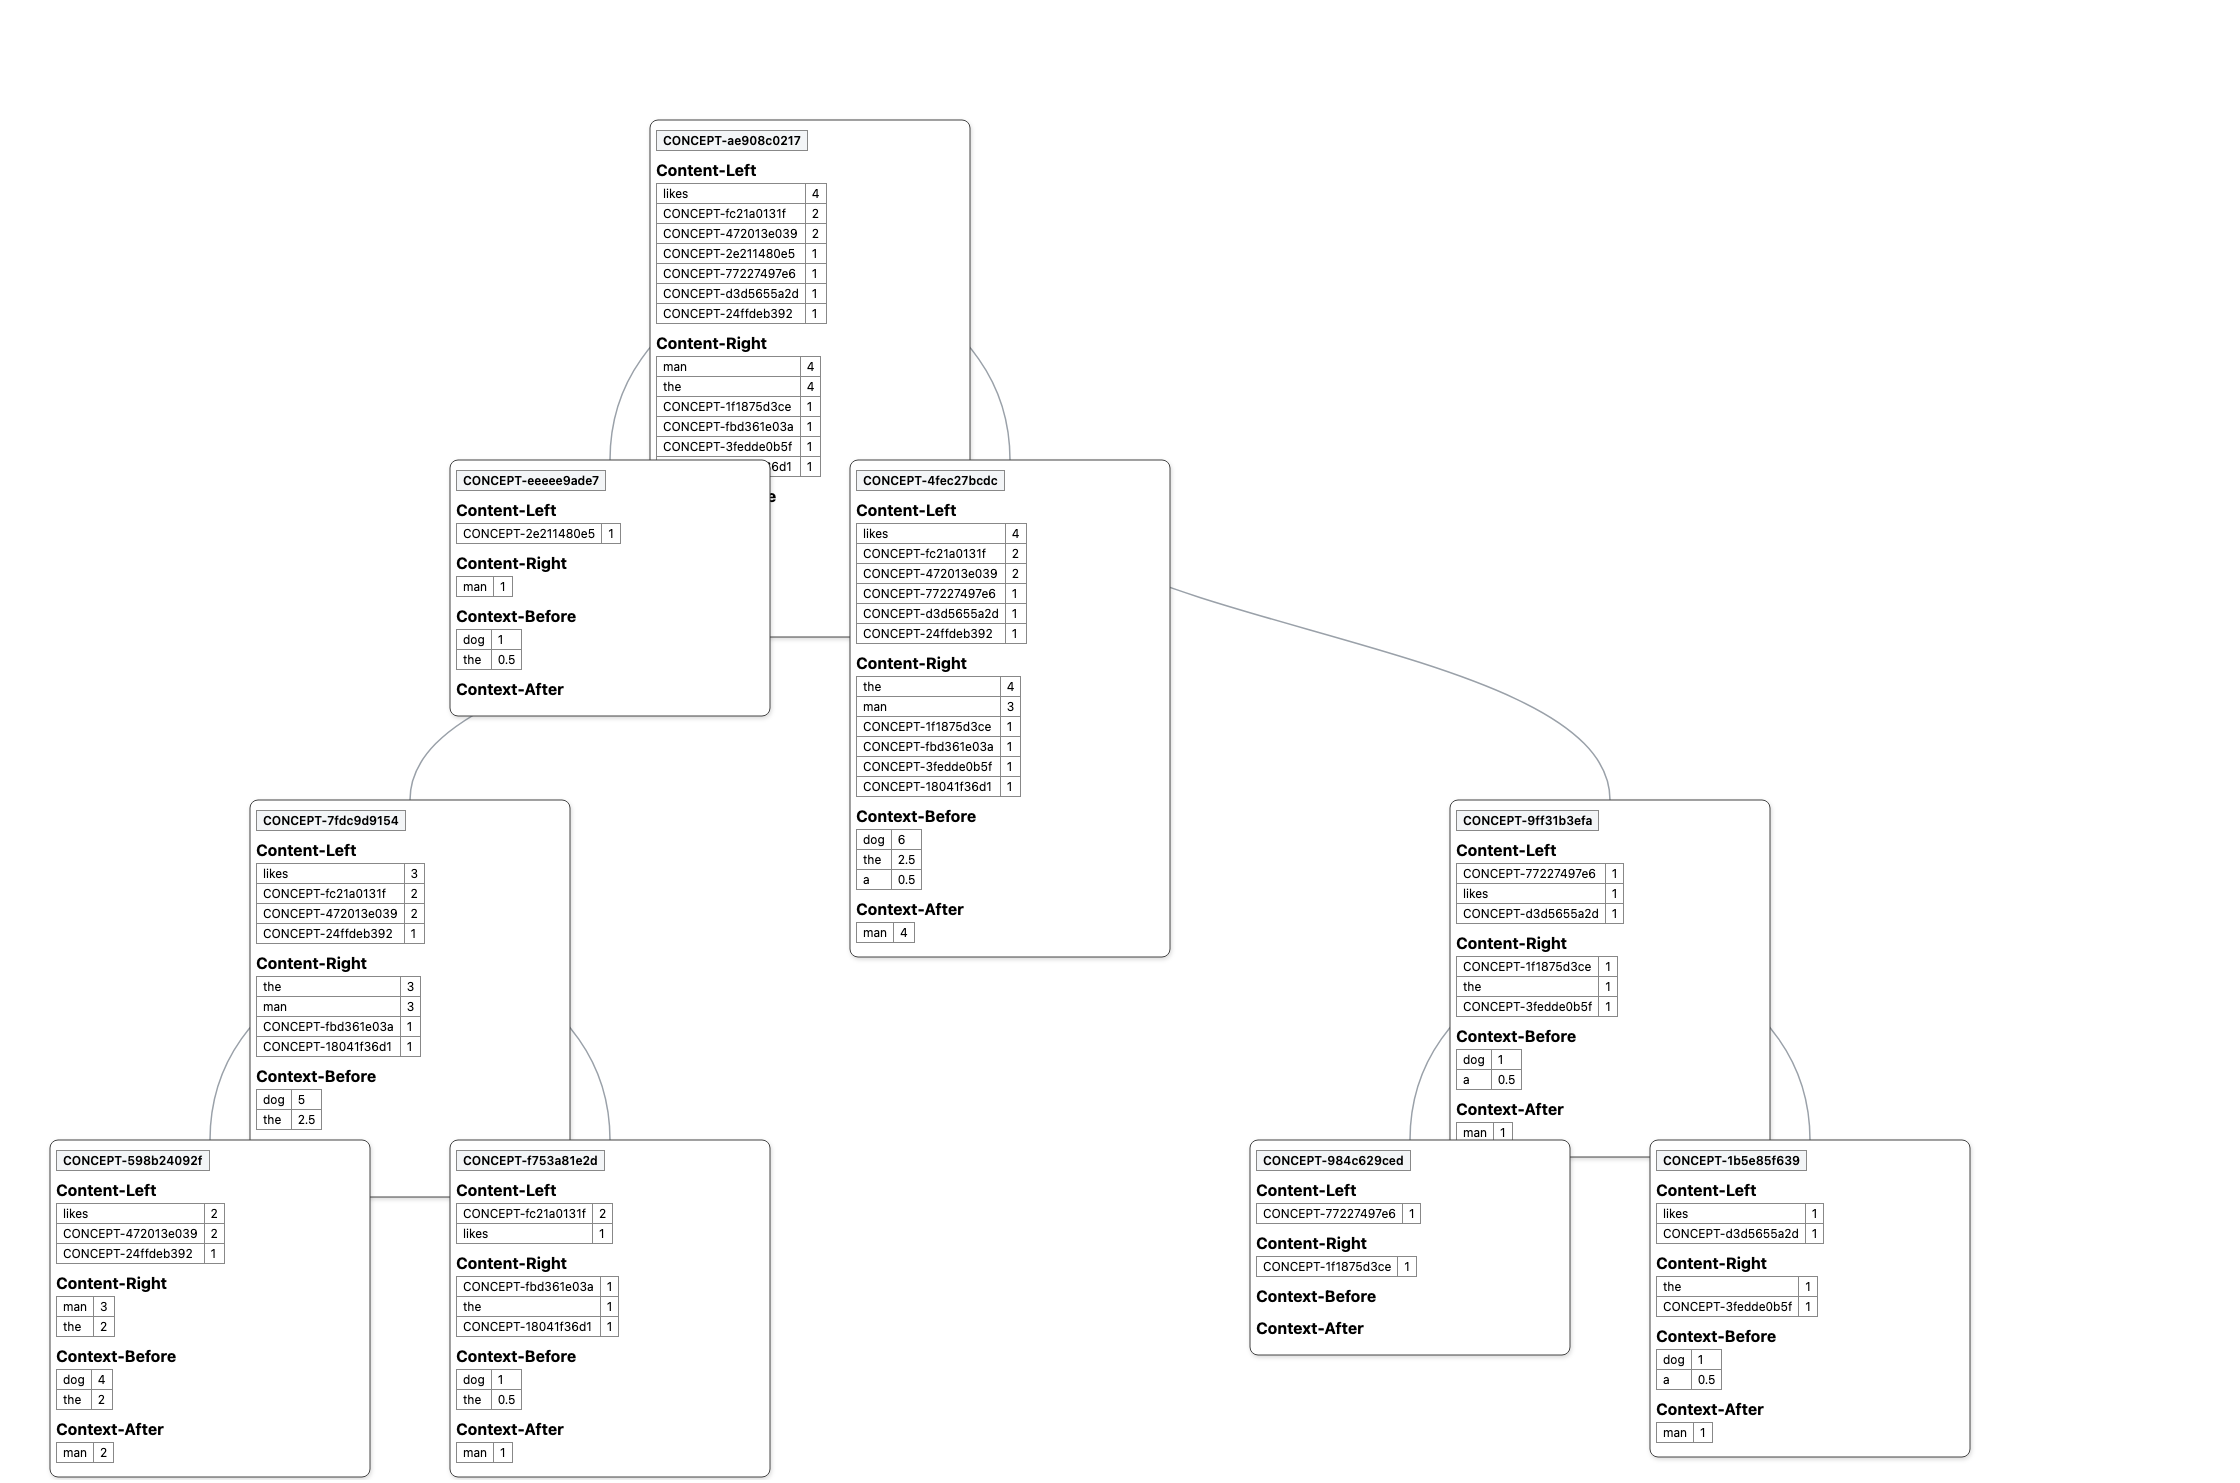 CONCEPT-ae908c0217
Content-Left
likes 4
CONCEPT-fc21a0131f 2
CONCEPT-472013e039 2
CONCEPT-2e211480e5 1
CONCEPT-77227497e6 1
CONCEPT-d3d5655a2d 1
CONCEPT-24ffdeb392 1
Content-Right
man 4
the 4
CONCEPT-1f1875d3ce 1
CONCEPT-fbd361e03a 1
CONCEPT-3fedde0b5f 1
6d1 1
e
CONCEPT-eeeee9ade7
Content-Left
CONCEPT-2e211480e5 1
Content-Right
man 1
Context-Before
dog 1
the 0.5
Context-After
CONCEPT-4fec27bcdc
Content-Left
likes 4
CONCEPT-fc21a0131f 2
CONCEPT-472013e039 2
CONCEPT-77227497e6 1
CONCEPT-d3d5655a2d 1
CONCEPT-24ffdeb392 1
Content-Right
the 4
man 3
CONCEPT-1f1875d3ce 1
CONCEPT-fbd361e03a 1
CONCEPT-3fedde0b5f 1
CONCEPT-18041f36d1 1
Context-Before
dog 6
the 2.5
a 0.5
Context-After
man 4
CONCEPT-7fdc9d9154
Content-Left
likes 3
CONCEPT-fc21a0131f 2
CONCEPT-472013e039 2
CONCEPT-24ffdeb392 1
Content-Right
the 3
man 3
CONCEPT-fbd361e03a 1
CONCEPT-18041f36d1 1
Context-Before
dog 5
the 2.5
CONCEPT-9ff31b3efa
Content-Left
CONCEPT-77227497e6 1
likes 1
CONCEPT-d3d5655a2d 1
Content-Right
CONCEPT-1f1875d3ce 1
the 1
CONCEPT-3fedde0b5f 1
Context-Before
dog 1
a 0.5
Context-After
man 1
CONCEPT-598b24092f
Content-Left
likes 2
CONCEPT-472013e039 2
CONCEPT-24ffdeb392 1
Content-Right
man 3
the 2
Context-Before
dog 4
the 2
Context-After
man 2
CONCEPT-f753a81e2d
Content-Left
CONCEPT-fc21a0131f 2
likes 1
Content-Right
CONCEPT-fbd361e03a 1
the 1
CONCEPT-18041f36d1 1
Context-Before
dog 1
the 0.5
Context-After
man 1
CONCEPT-984c629ced
Content-Left
CONCEPT-77227497e6 1
Content-Right
CONCEPT-1f1875d3ce 1
Context-Before
Context-After
CONCEPT-1b5e85f639
Content-Left
likes 1
CONCEPT-d3d5655a2d 1
Content-Right
the 1
CONCEPT-3fedde0b5f 1
Context-Before
dog 1
a 0.5
Context-After
man 1